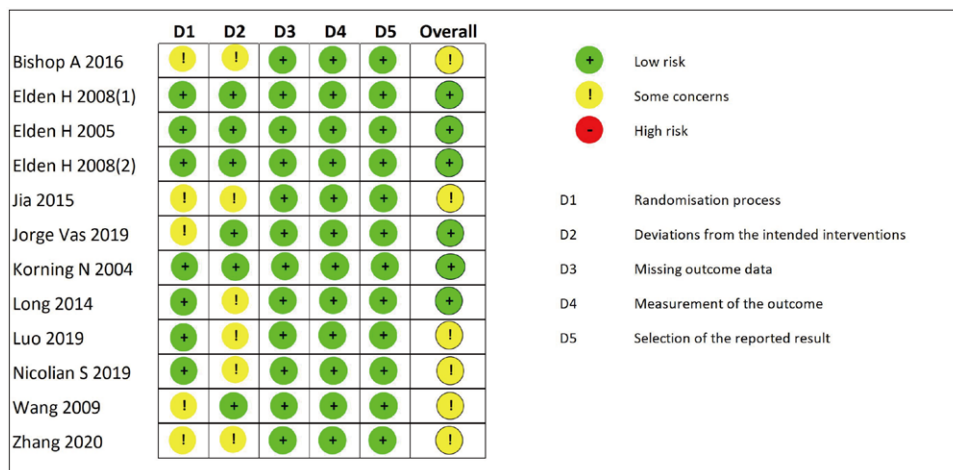 D1 D2 D3 D4 D5 Overall
Bishop A 2016 ! ! + + + !
Elden H 2008(1) + + + + + +
Elden H 2005 + + + + + +
Elden H 2008(2) + + + + + +
Jia 2015 ! ! + + + !
Jorge Vas 2019 ! + + + + +
Korning N 2004 + + + + + +
Long 2014 + ! + + + +
Luo 2019 + ! + + + !
Nicolian S 2019 + ! + + + !
Wang 2009 ! + + + + !
Zhang 2020 ! ! + + + !
+ Low risk
! Some concerns
- High risk
D1 Randomisation process
D2 Deviations from the intended interventions
D3 Missing outcome data
D4 Measurement of the outcome
D5 Selection of the reported result